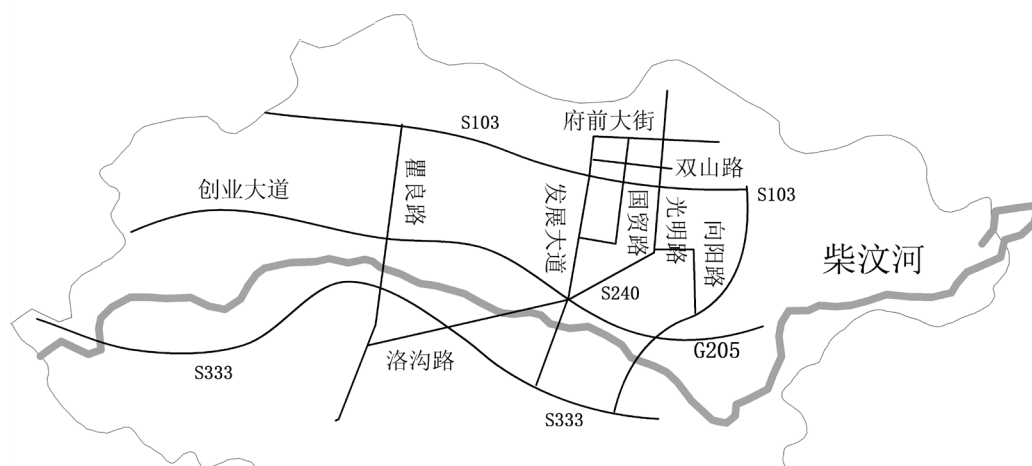 府前大街
S103
双山路
瞿良路
创业大道
发展大道
国贸路
光明路
向阳路
S103
柴汶河
S240
G205
洛沟路
S333
S333